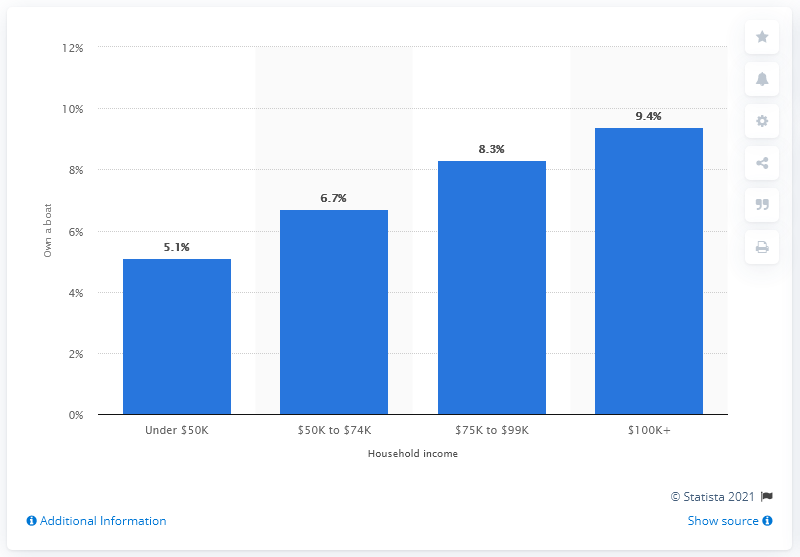 12%
10%
8%
6%
4%
2%
0%
Own a boat
5.1%
6.7%
8.3%
9.4%
Under $50K
$50K to $74K
$75K to $99K
$100K+
Household income
© Statista 2021
Additional Information
Show source